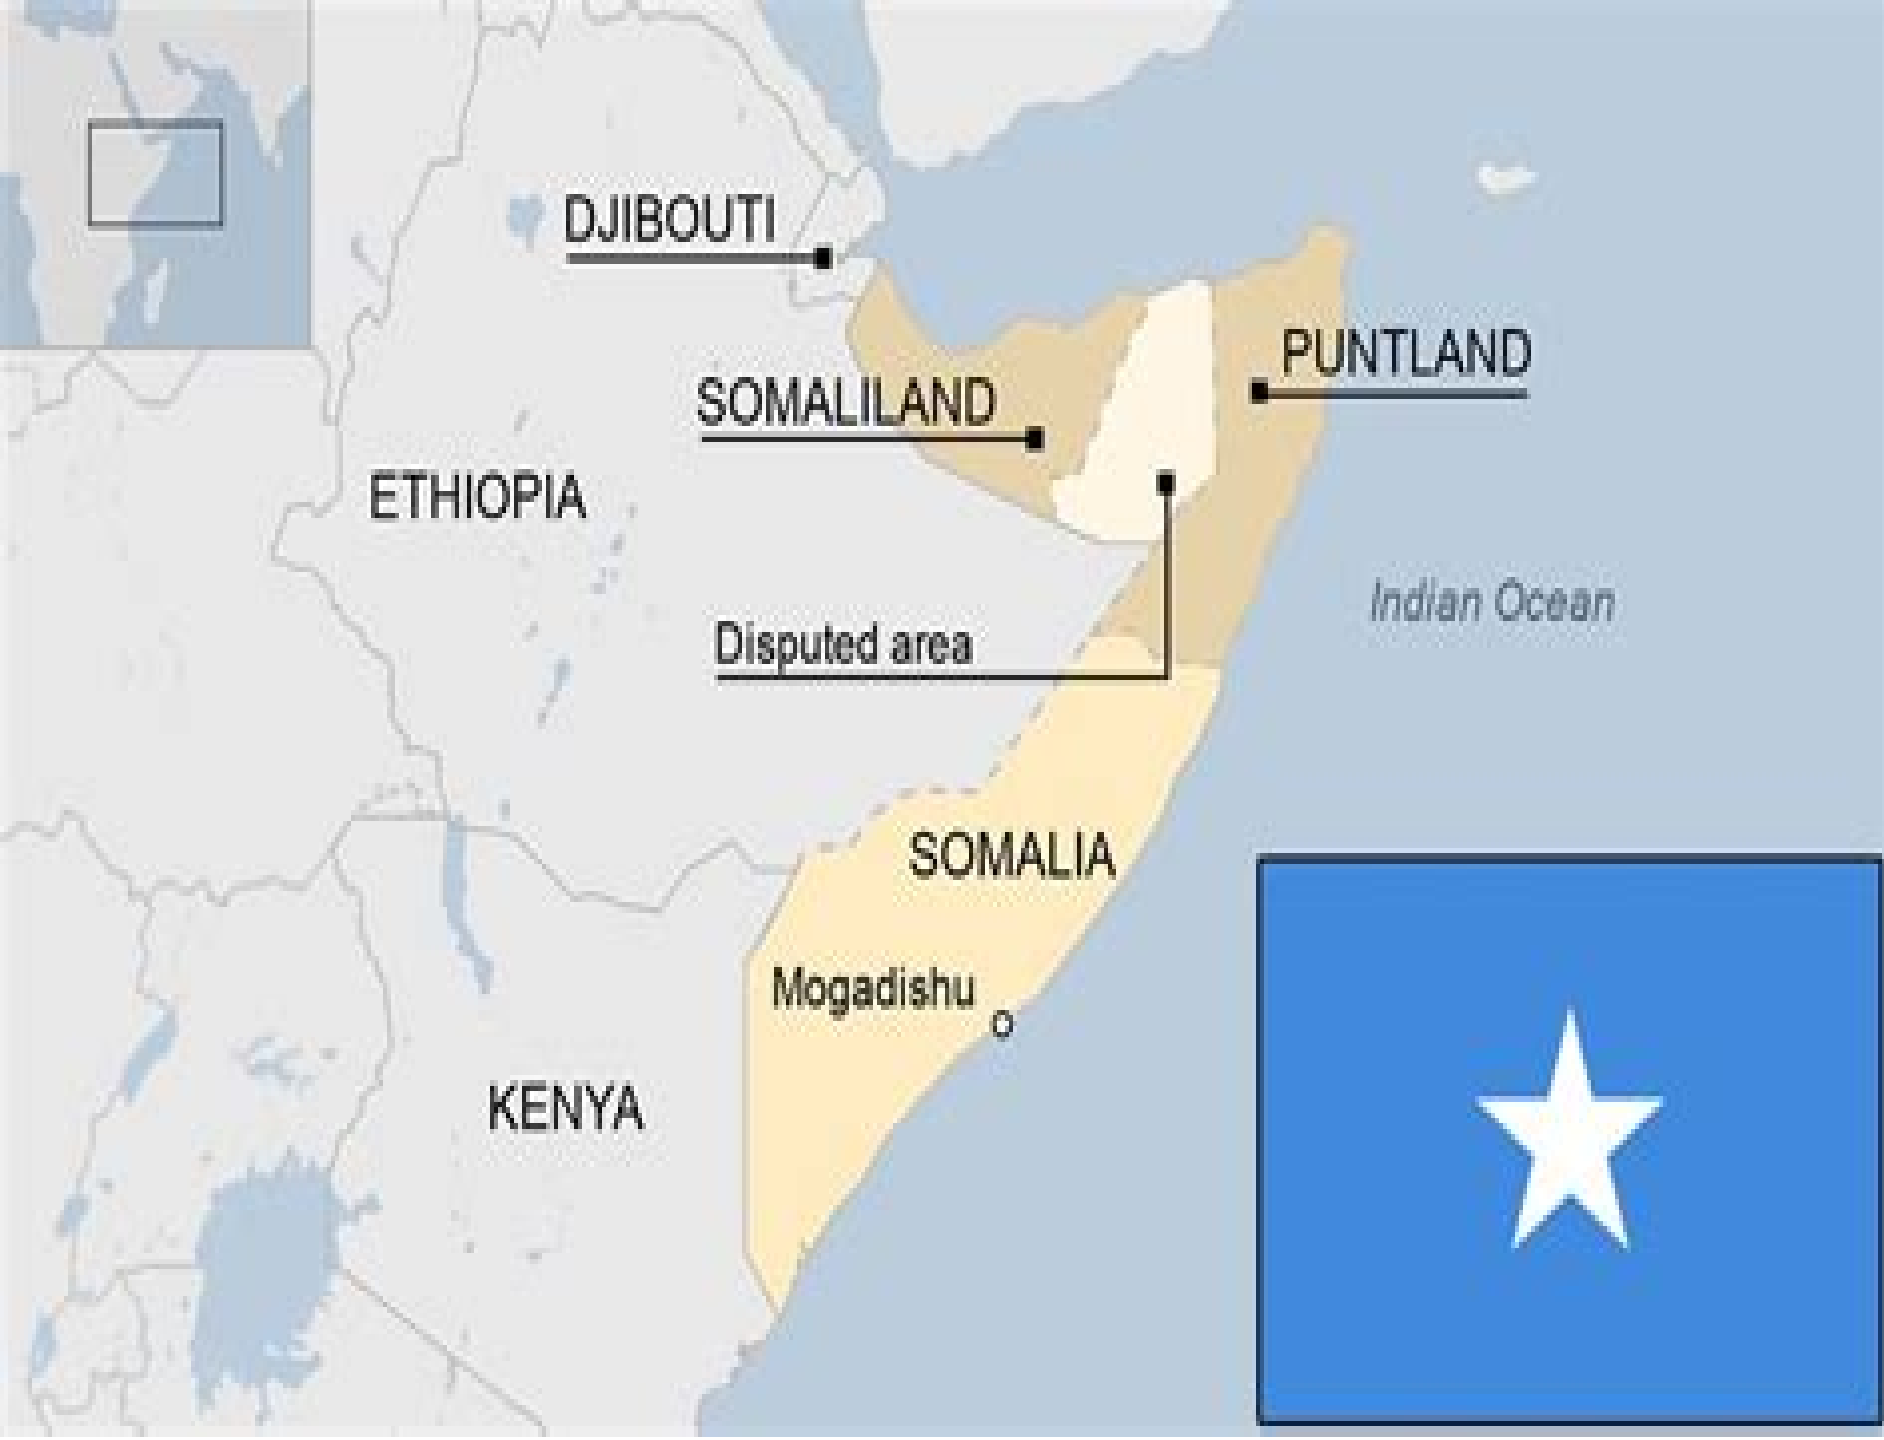 DJIBOUTI
PUNTLAND
SOMALILAND
ETHIOPIA
Indian Ocean
Disputed area
SOMALIA
Mogadishu
KENYA